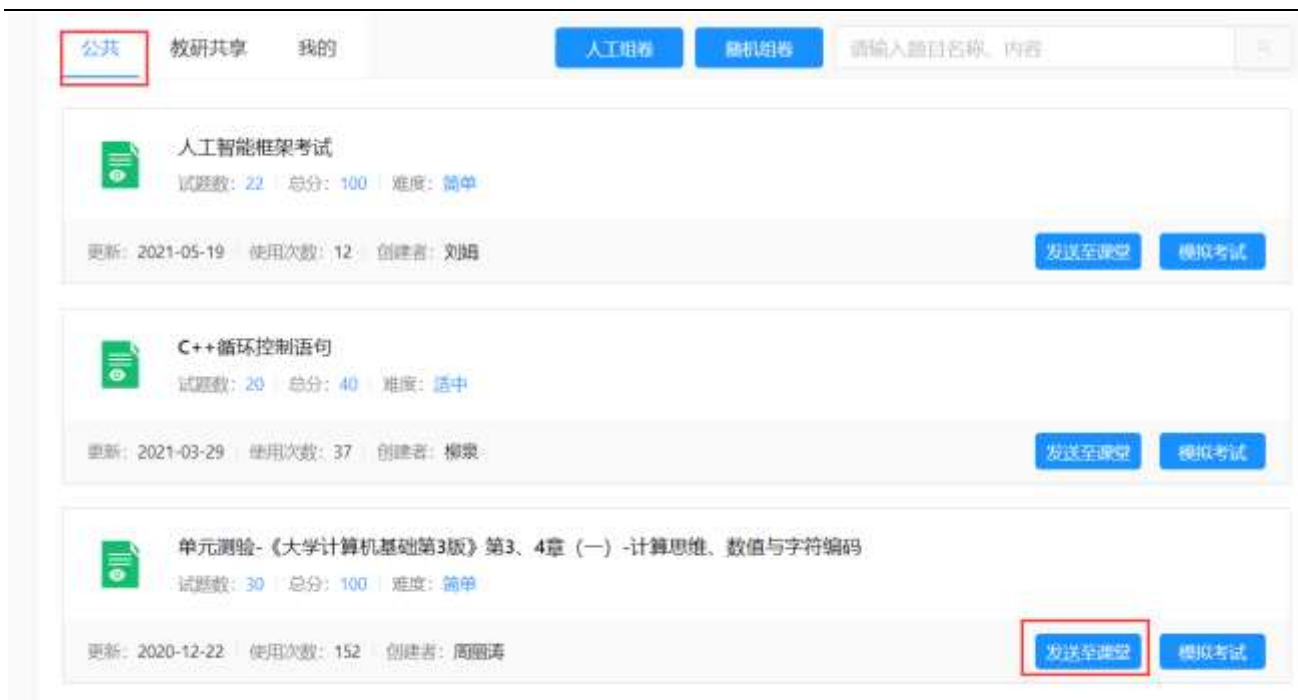 公共 教研共享 我的 人工组卷 随机组卷 请输入题目名称、内容
人工智能框架考试
试题数：22 总分：100 难度：简单
更新：2021-05-19 使用次数：12 创建者：刘娟
发送至课堂 模拟考试
C++循环控制语句
试题数：20 总分：40 难度：适中
更新：2021-03-29 使用次数：37 创建者：柳泉
发送至课堂 模拟考试
单元测验-《大学计算机基础第3版》第3、4章（一）-计算思维、数值与字符编码
试题数：30 总分：100 难度：简单
更新：2020-12-22 使用次数：152 创建者：周丽涛
发送至课堂 模拟考试